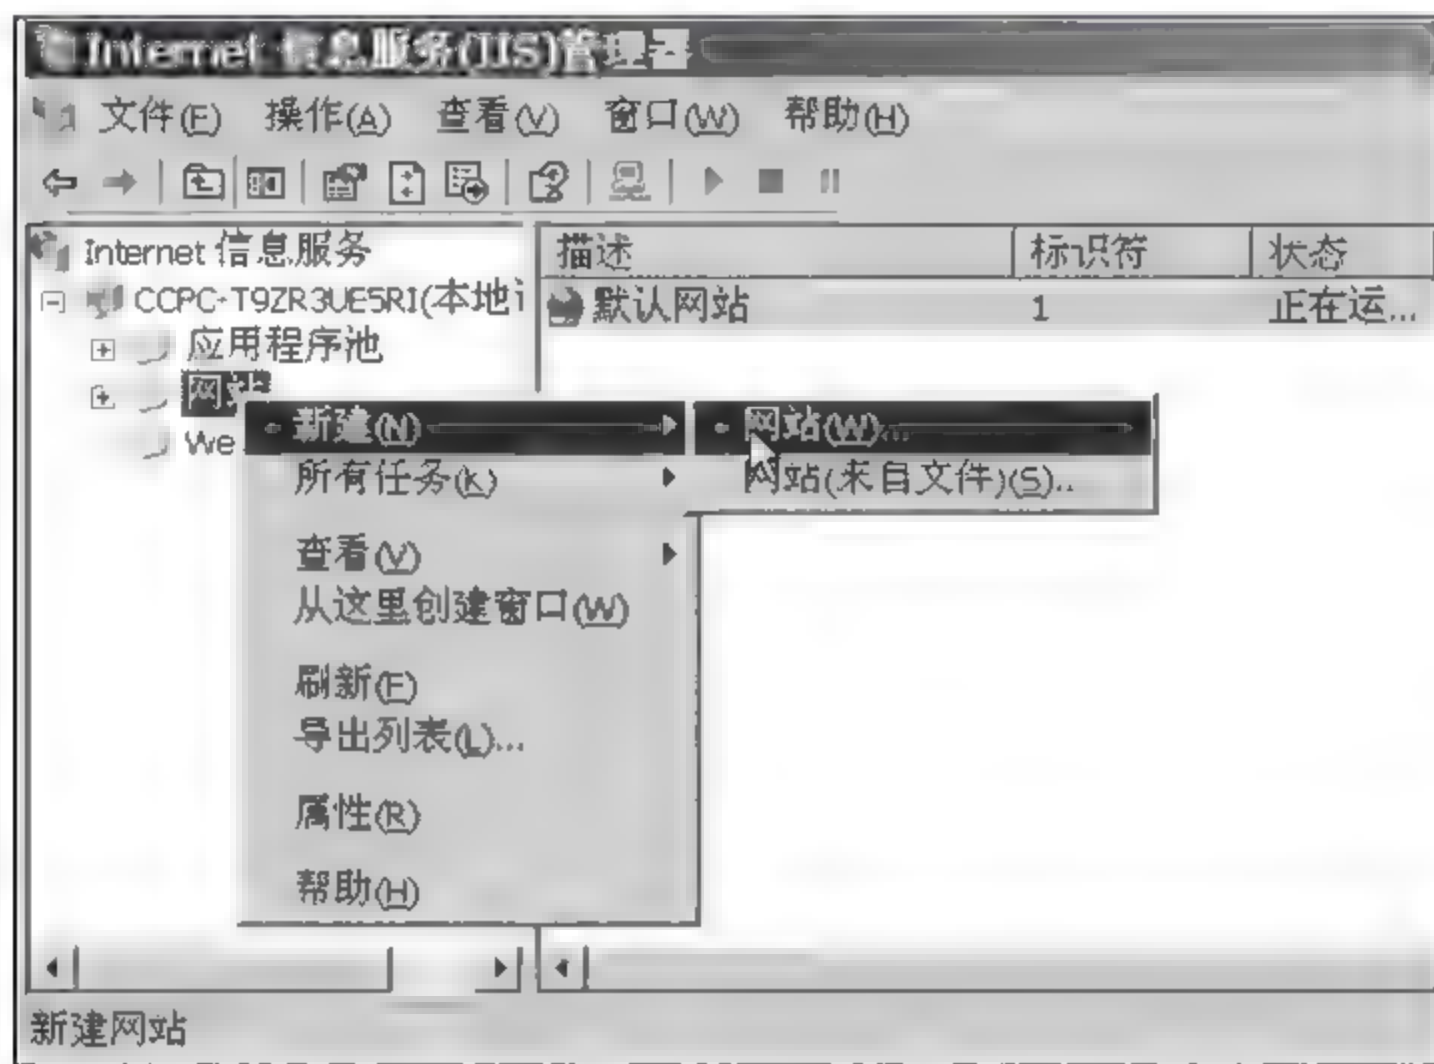 Internet 信息服务(IIS)管理器
文件(F) 操作(A) 查看(V) 窗口(W) 帮助(H)
Internet 信息服务
描述 标识符 状态
CCPC-T9ZR3UE5RI(本地
默认网站 1 正在运...
应用程序池
网站
We
新建(N) 网站(W)...
所有任务(K) 网站(来自文件)(S)..
查看(V)
从这里创建窗口(W)
刷新(F)
导出列表(L)...
属性(R)
帮助(H)
新建网站